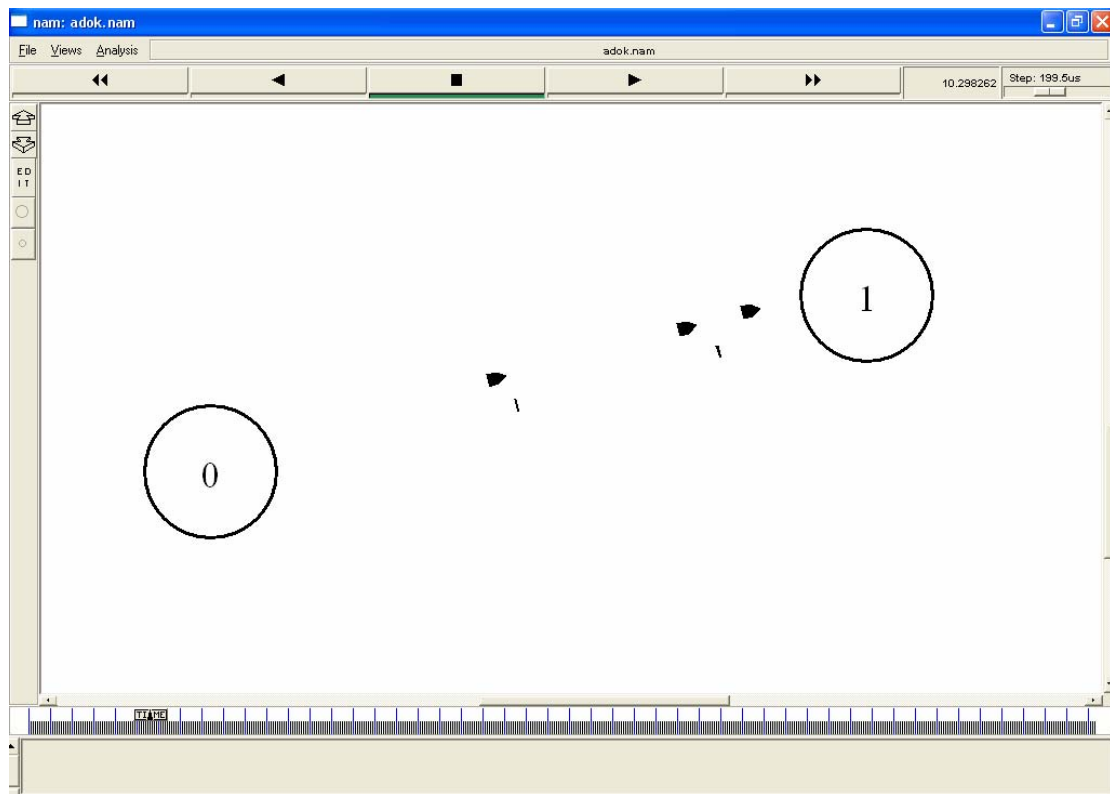 nam: adok.nam
File Views Analysis adok.nam
10.298262 Step: 199.5us
ED
IT
1
0
TIME